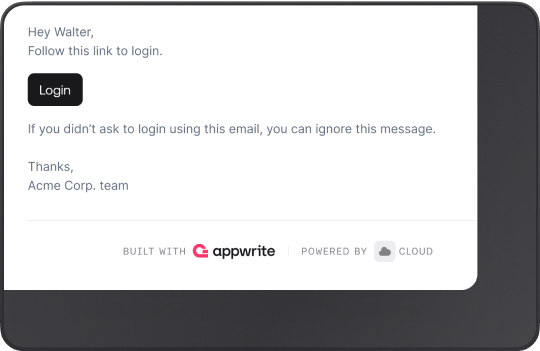 Hey Walter,
Follow this link to login.
Login
If you didn’t ask to login using this email, you can ignore this message.
Thanks,
Acme Corp. team
BUILT WITH appwrite POWERED BY CLOUD